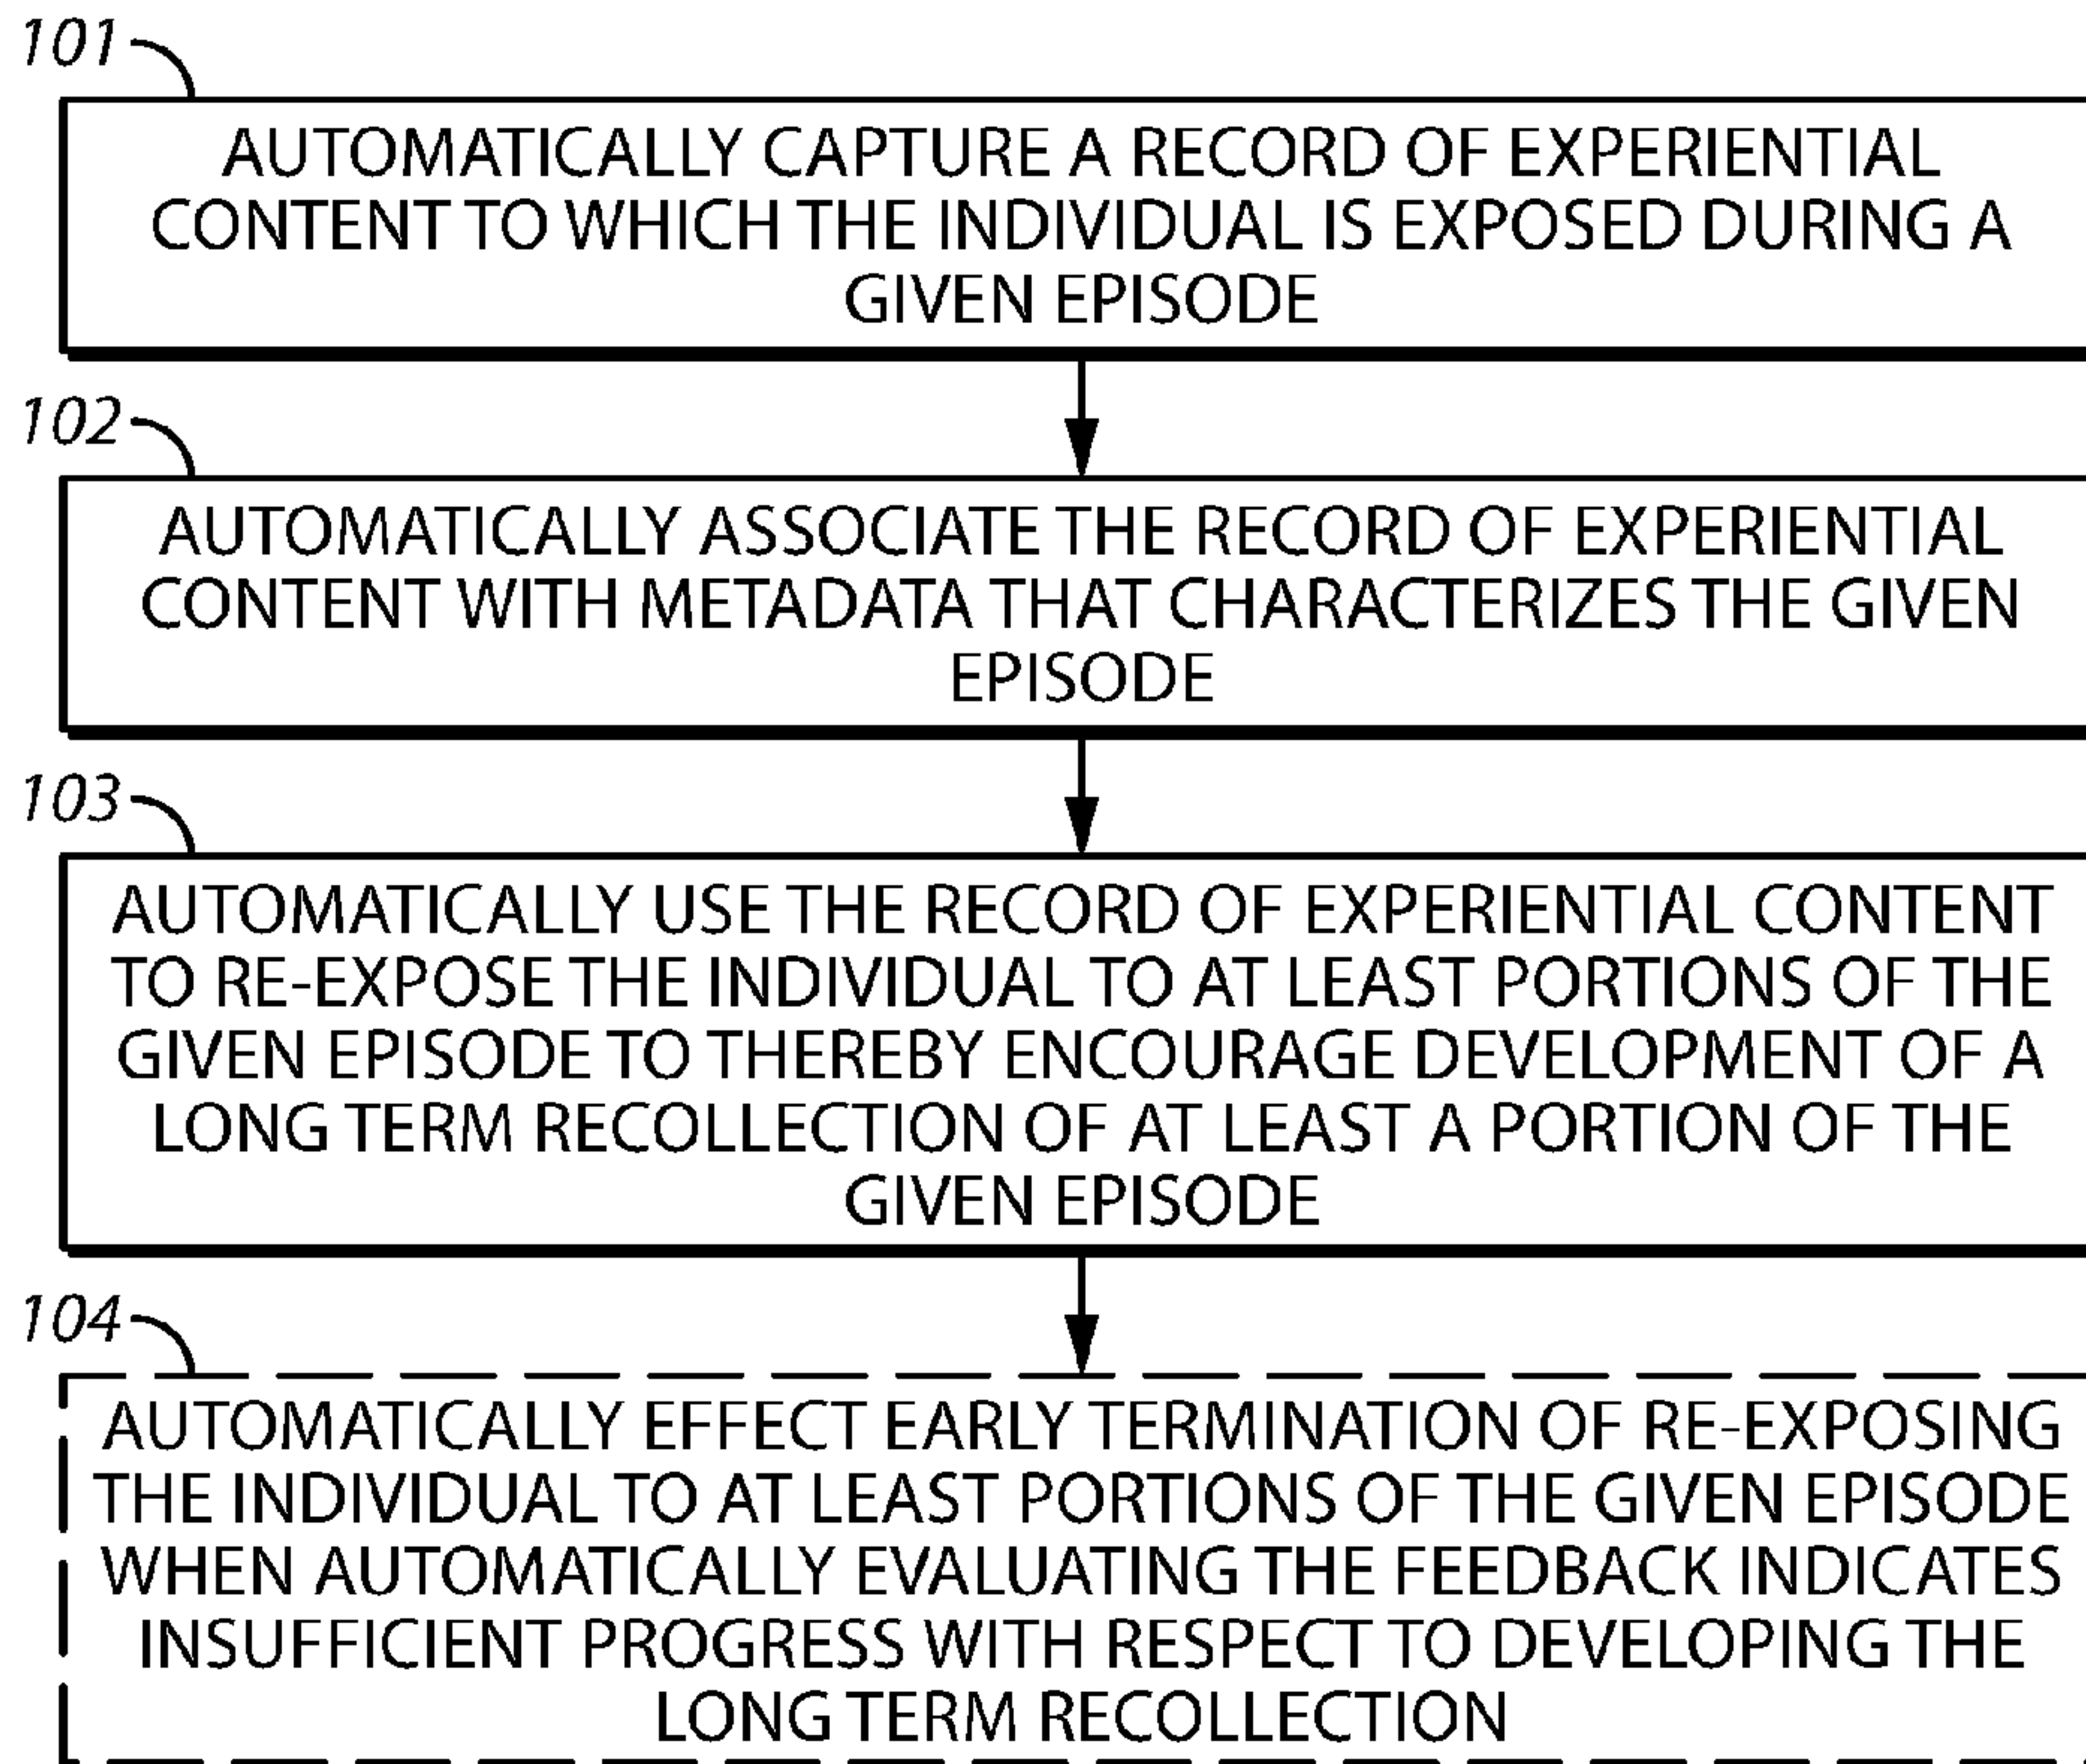 101
AUTOMATICALLY CAPTURE A RECORD OF EXPERIENTIAL
CONTENT TO WHICH THE INDIVIDUAL IS EXPOSED DURING A
GIVEN EPISODE
102
AUTOMATICALLY ASSOCIATE THE RECORD OF EXPERIENTIAL
CONTENT WITH METADATA THAT CHARACTERIZES THE GIVEN
EPISODE
103
AUTOMATICALLY USE THE RECORD OF EXPERIENTIAL CONTENT
TO RE-EXPOSE THE INDIVIDUAL TO AT LEAST PORTIONS OF THE
GIVEN EPISODE TO THEREBY ENCOURAGE DEVELOPMENT OF A
LONG TERM RECOLLECTION OF AT LEAST A PORTION OF THE
GIVEN EPISODE
104
AUTOMATICALLY EFFECT EARLY TERMINATION OF RE-EXPOSING
THE INDIVIDUAL TO AT LEAST PORTIONS OF THE GIVEN EPISODE
WHEN AUTOMATICALLY EVALUATING THE FEEDBACK INDICATES
INSUFFICIENT PROGRESS WITH RESPECT TO DEVELOPING THE
LONG TERM RECOLLECTION